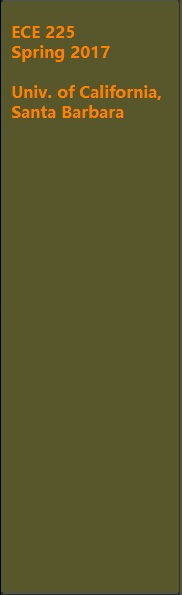 ECE 225
Spring 2017
Univ. of California,
Santa Barbara